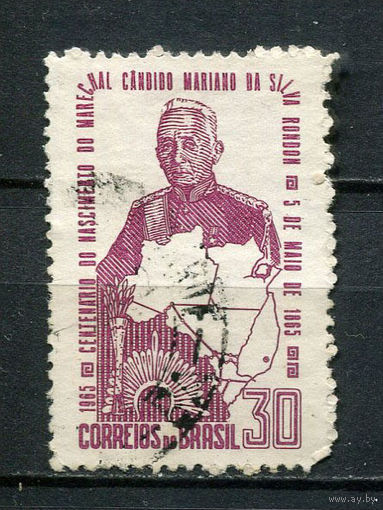 1965 CENTENÁRIO DO NASCIMENTO DO MARECHAL CÂNDIDO MARIANO DA SILVA RONDON 5 DE MAIO DE 1865
CORREIOS DO BRASIL 30
ay.by